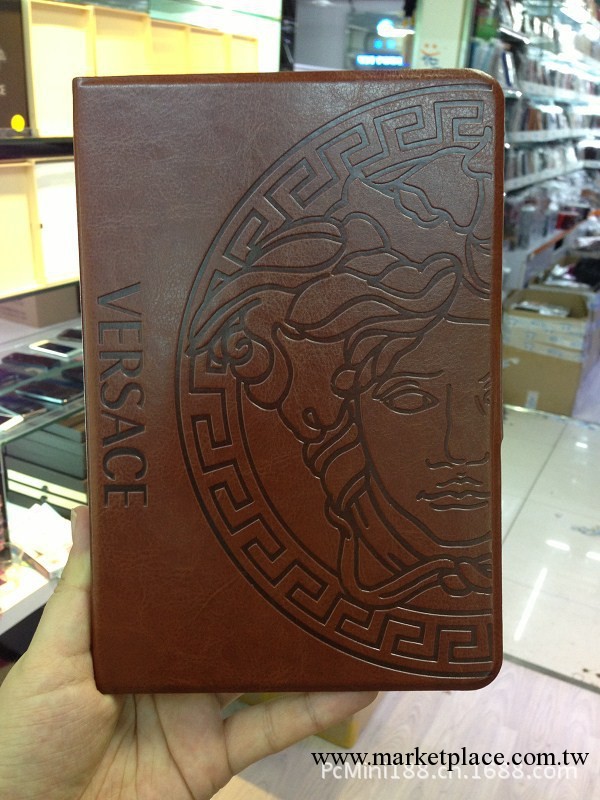 VERSACE
www.marketplace.com.tw
PcMini188.cn.1688.com